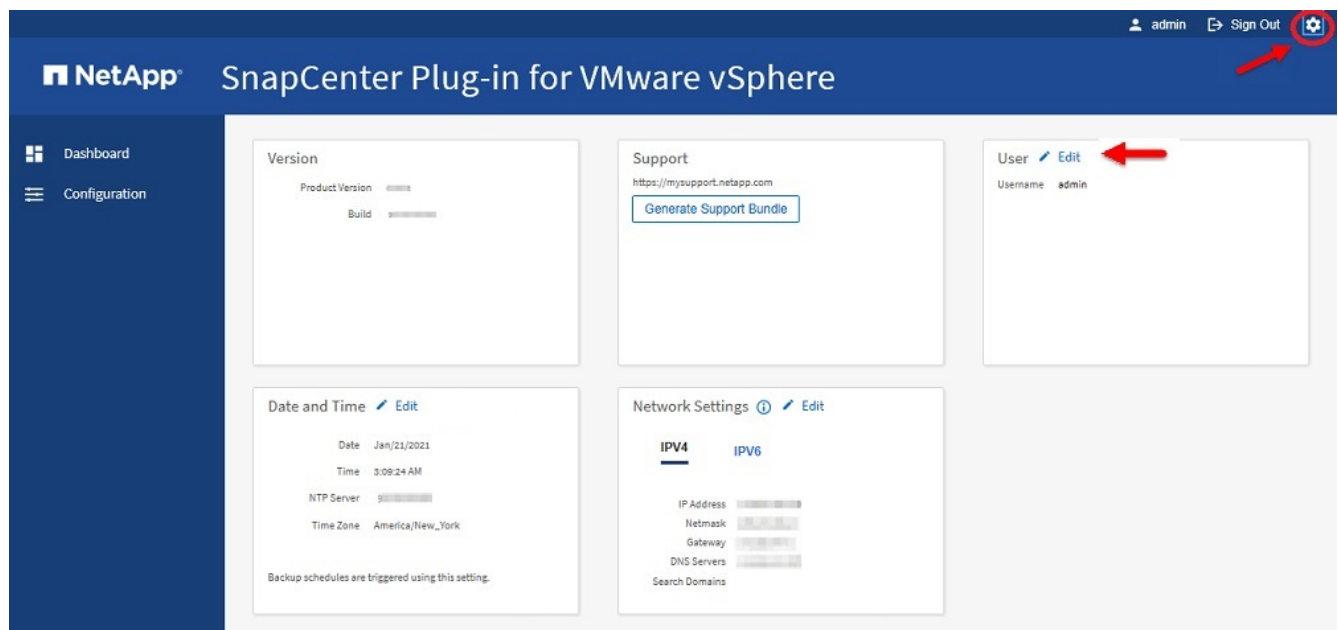 admin Sign Out
NetApp® SnapCenter Plug-in for VMware vSphere
Dashboard
Configuration
Version
Product Version
Build
Support
https://mysupport.netapp.com
Generate Support Bundle
User Edit
Username admin
Date and Time Edit
Date Jan/21/2021
Time 3:09:24 AM
NTP Server
Time Zone America/New_York
Backup schedules are triggered using this setting.
Network Settings Edit
IPV4 IPV6
IP Address
Netmask
Gateway
DNS Servers
Search Domains